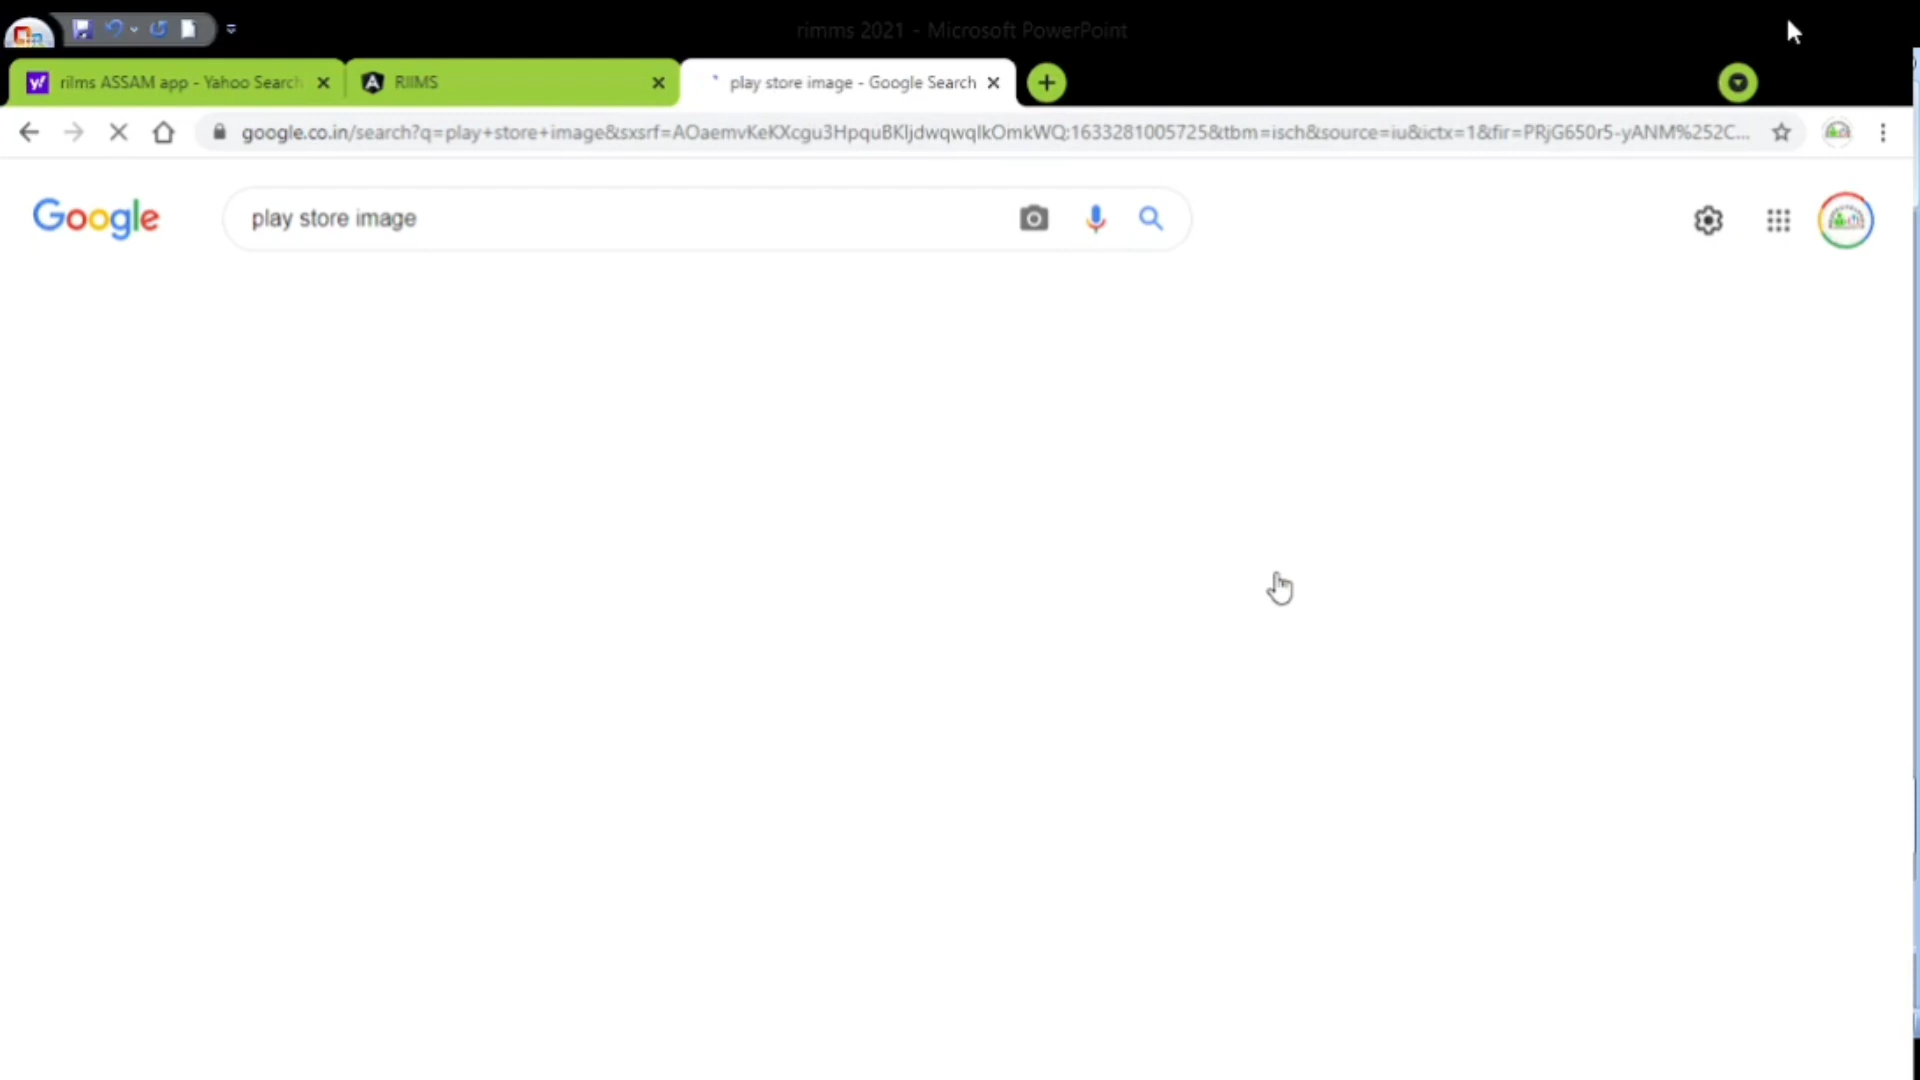 rimms 2021 - Microsoft PowerPoint
rilms ASSAM app - Yahoo Search
RIIMS
play store image - Google Search
google.co.in/search?q=play+store+image&sxsrf=AOaemvKeKXcgu3HpquBKljdwqwqlkOmkWQ:1633281005725&tbm=isch&source=iu&ictx=1&fir=PRjG650r5-yANM%252C...
Google
play store image